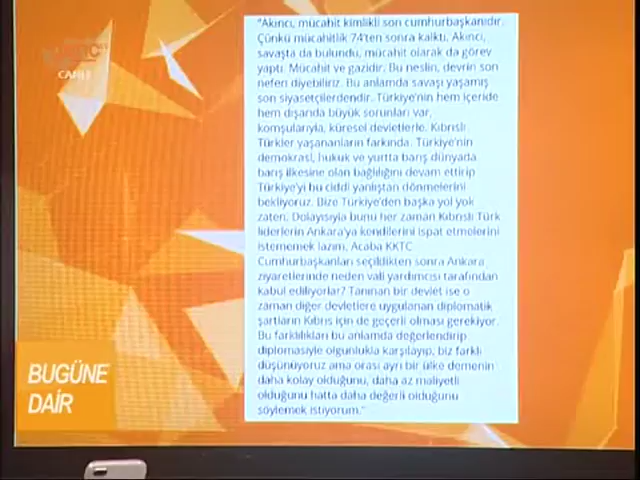 CANLI
"Akıncı, mücahit kimlikli son cumhurbaşkanıdır.
Çünkü mücahitlik 74'ten sonra kalktı. Akıncı,
savaşta da bulundu, mücahit olarak da görev
yaptı. Mücahit ve gazidir. Bu neslin, devrin son
neferi diyebiliriz. Bu anlamda savaşı yaşamış
son siyasetçilerdendir. Türkiye'nin hem içeride
hem dışarıda büyük sorunları var,
komşularıyla, küresel devletlerle. Kıbrıslı
Türkler yaşananların farkında. Türkiye'nin
demokrasi, hukuk ve yurtta barış dünyada
barış ilkesine olan bağlılığını devam ettirip
Türkiye'yi bu ciddi yanlıştan dönmelerini
bekliyoruz. Bize Türkiye'den başka yol yok
zaten. Dolayısıyla bunu her zaman Kıbrıslı Türk
liderlerin Ankara'ya kendilerini ispat etmelerini
istememek lazım. Acaba KKTC
Cumhurbaşkanları seçildikten sonra Ankara
ziyaretlerinde neden vali yardımcısı tarafından
kabul ediliyorlar? Tanınan bir devlet ise o
zaman diğer devletlere uygulanan diplomatik
şartların Kıbrıs için de geçerli olması gerekiyor.
Bu farklılıkları bu anlamda değerlendirip
diplomasiyle olgunlukla karşılayıp, biz farklı
düşünüyoruz ama orası ayrı bir ülke demenin
daha kolay olduğunu, daha az maliyetli
olduğunu hatta daha değerli olduğunu
söylemek istiyorum."
BUGÜNE
DAİR